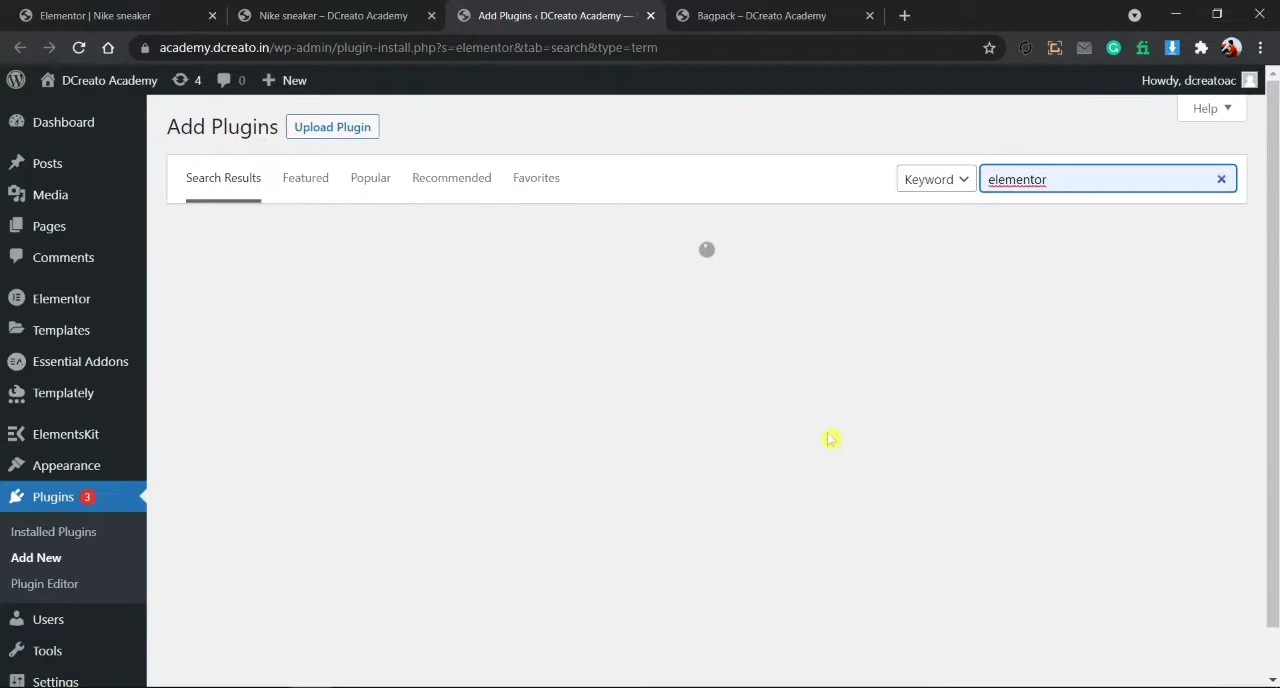 Elementor | Nike sneaker
Nike sneaker – DCreato Academy
Add Plugins ‹ DCreato Academy —
Bagpack – DCreato Academy
academy.dcreato.in/wp-admin/plugin-install.php?s=elementor&tab=search&type=term
DCreato Academy 4 0 New
Howdy, dcreatoac
Help
Add Plugins
Upload Plugin
Search Results Featured Popular Recommended Favorites
Keyword elementor
Dashboard
Posts
Media
Pages
Comments
Elementor
Templates
Essential Addons
Templately
ElementsKit
Appearance
Plugins 3
Installed Plugins
Add New
Plugin Editor
Users
Tools
Settings